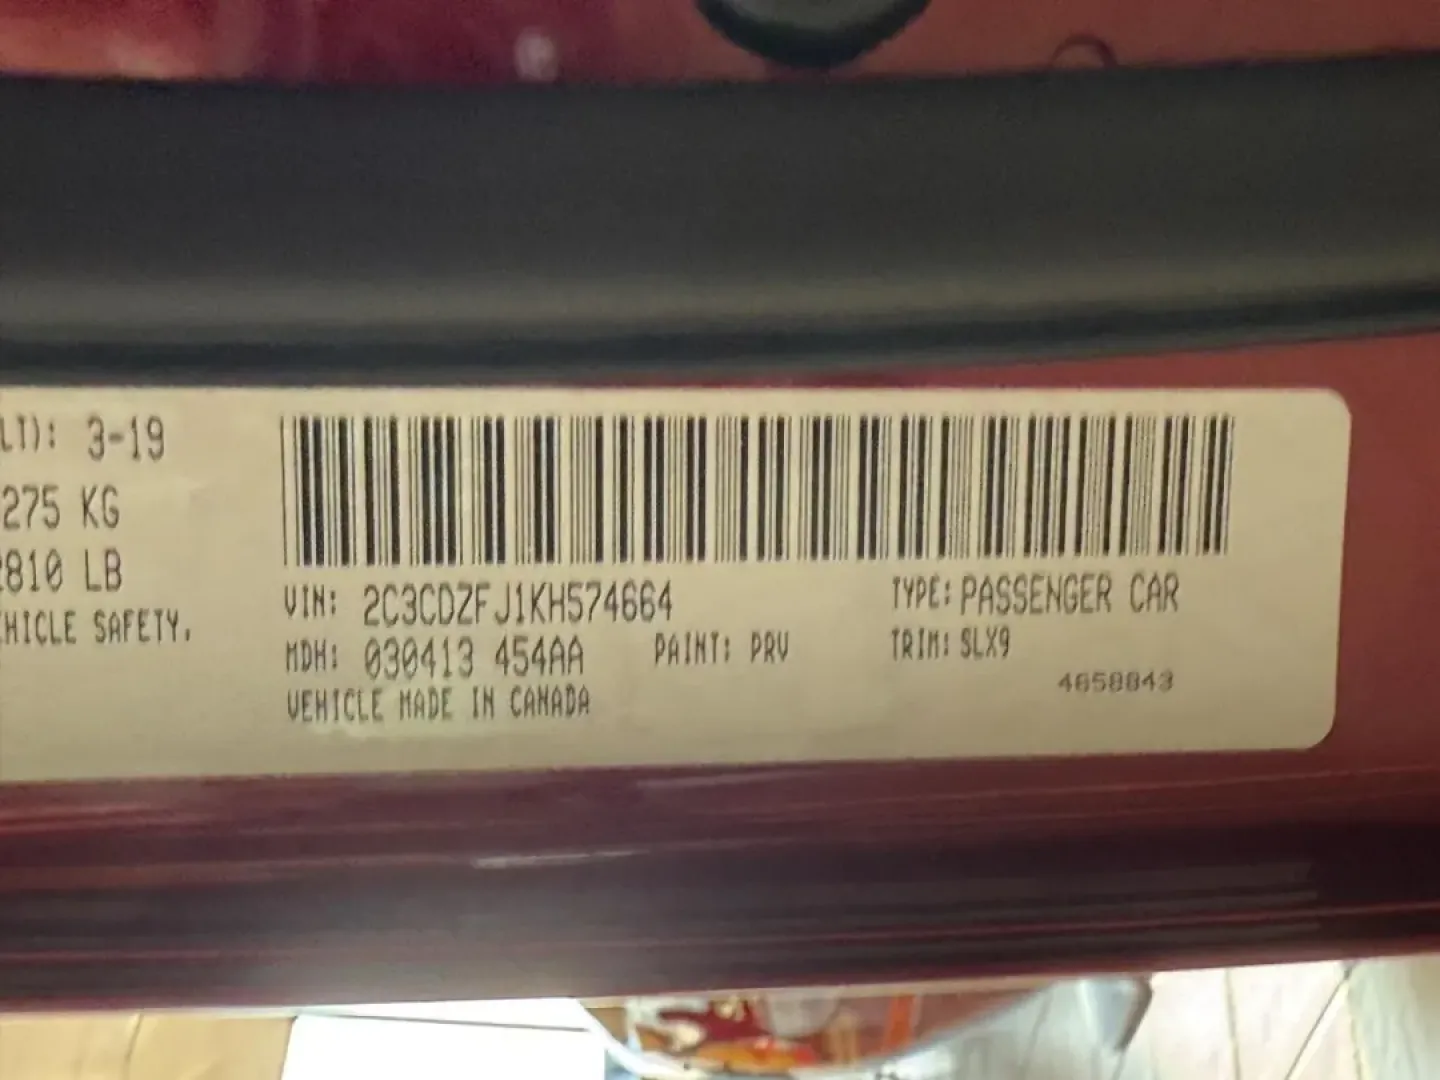 LT): 3-19
275 KG
2810 LB
HICLE SAFETY.
VIN: 2C3CDZFJ1KH574664
TYPE: PASSENGER CAR
MDH: 030413 454AA
PAINT: PRV
TRIM: SLX9
VEHICLE MADE IN CANADA
4658843